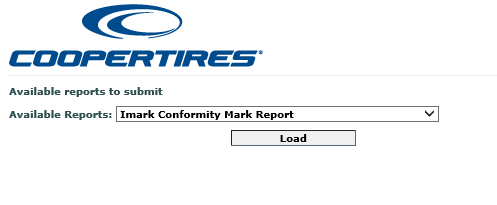 COOPERTIRES®
Available reports to submit
Available Reports: Imark Conformity Mark Report
Load